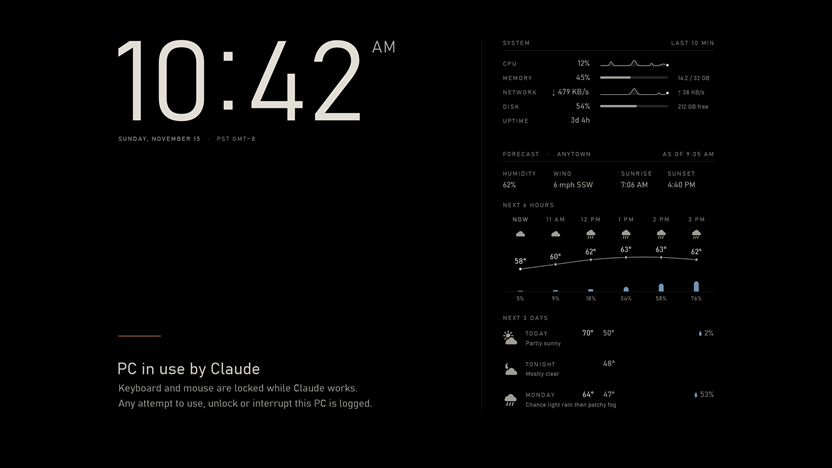 10:42 AM
SUNDAY, NOVEMBER 15 · PST GMT-8
PC in use by Claude
Keyboard and mouse are locked while Claude works.
Any attempt to use, unlock or interrupt this PC is logged.
SYSTEM LAST 10 MIN
CPU 12%
MEMORY 45% 14.2 / 32 GB
NETWORK ↓ 479 KB/s ↑ 38 KB/s
DISK 54% 212 GB free
UPTIME 3d 4h
FORECAST · ANYTOWN AS OF 9:05 AM
HUMIDITY WIND SUNRISE SUNSET
62% 6 mph SSW 7:06 AM 4:40 PM
NEXT 6 HOURS
NOW 11 AM 12 PM 1 PM 2 PM 3 PM
58° 60° 62° 63° 63° 62°
5% 9% 18% 34% 58% 76%
NEXT 3 DAYS
TODAY 70° 50° 2%
Partly sunny
TONIGHT 48°
Mostly clear
MONDAY 64° 47° 53%
Chance light rain then patchy fog